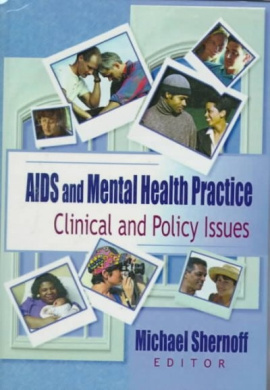 AIDS and Mental Health Practice
Clinical and Policy Issues
Michael Shernoff
EDITOR